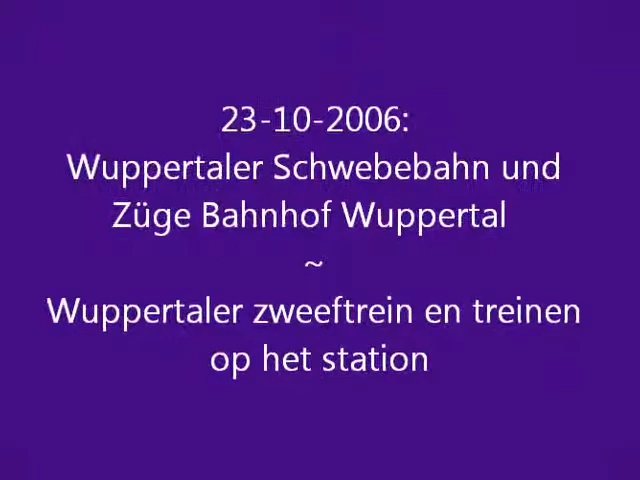 23-10-2006:
Wuppertaler Schwebebahn und
Züge Bahnhof Wuppertal
~
Wuppertaler zweeftrein en treinen
op het station